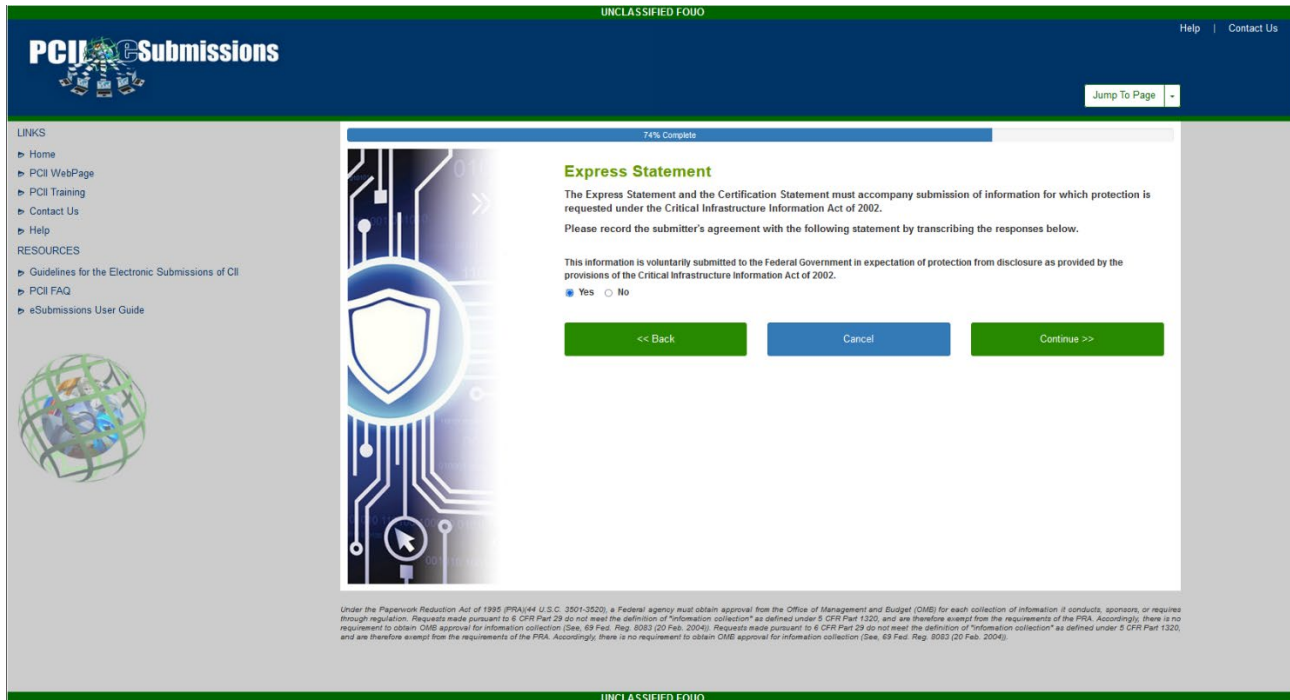 UNCLASSIFIED FOUO
Help | Contact Us
PCII eSubmissions
Jump To Page
LINKS
Home
PCII WebPage
PCII Training
Contact Us
Help
RESOURCES
Guidelines for the Electronic Submissions of CII
PCII FAQ
eSubmissions User Guide
74% Complete
Express Statement
The Express Statement and the Certification Statement must accompany submission of information for which protection is
requested under the Critical Infrastructure Information Act of 2002.
Please record the submitter's agreement with the following statement by transcribing the responses below.
This information is voluntarily submitted to the Federal Government in expectation of protection from disclosure as provided by the
provisions of the Critical Infrastructure Information Act of 2002.
Yes No
<< Back Cancel Continue >>
Under the Paperwork Reduction Act of 1995 (PRA)(44 U.S.C. 3501-3520), a Federal agency must obtain approval from the Office of Management and Budget (OMB) for each collection of information it conducts, sponsors, or requires
through regulation. Requests made pursuant to 6 CFR Part 29 do not meet the definition of "information collection" as defined under 5 CFR Part 1320, and are therefore exempt from the requirements of the PRA. Accordingly, there is no
requirement to obtain OMB approval for information collection (See, 69 Fed. Reg. 8083 (20 Feb. 2004)). Requests made pursuant to 6 CFR Part 29 do not meet the definition of "information collection" as defined under 5 CFR Part 1320,
and are therefore exempt from the requirements of the PRA. Accordingly, there is no requirement to obtain OMB approval for information collection (See, 69 Fed. Reg. 8083 (20 Feb. 2004)).
UNCLASSIFIED FOUO